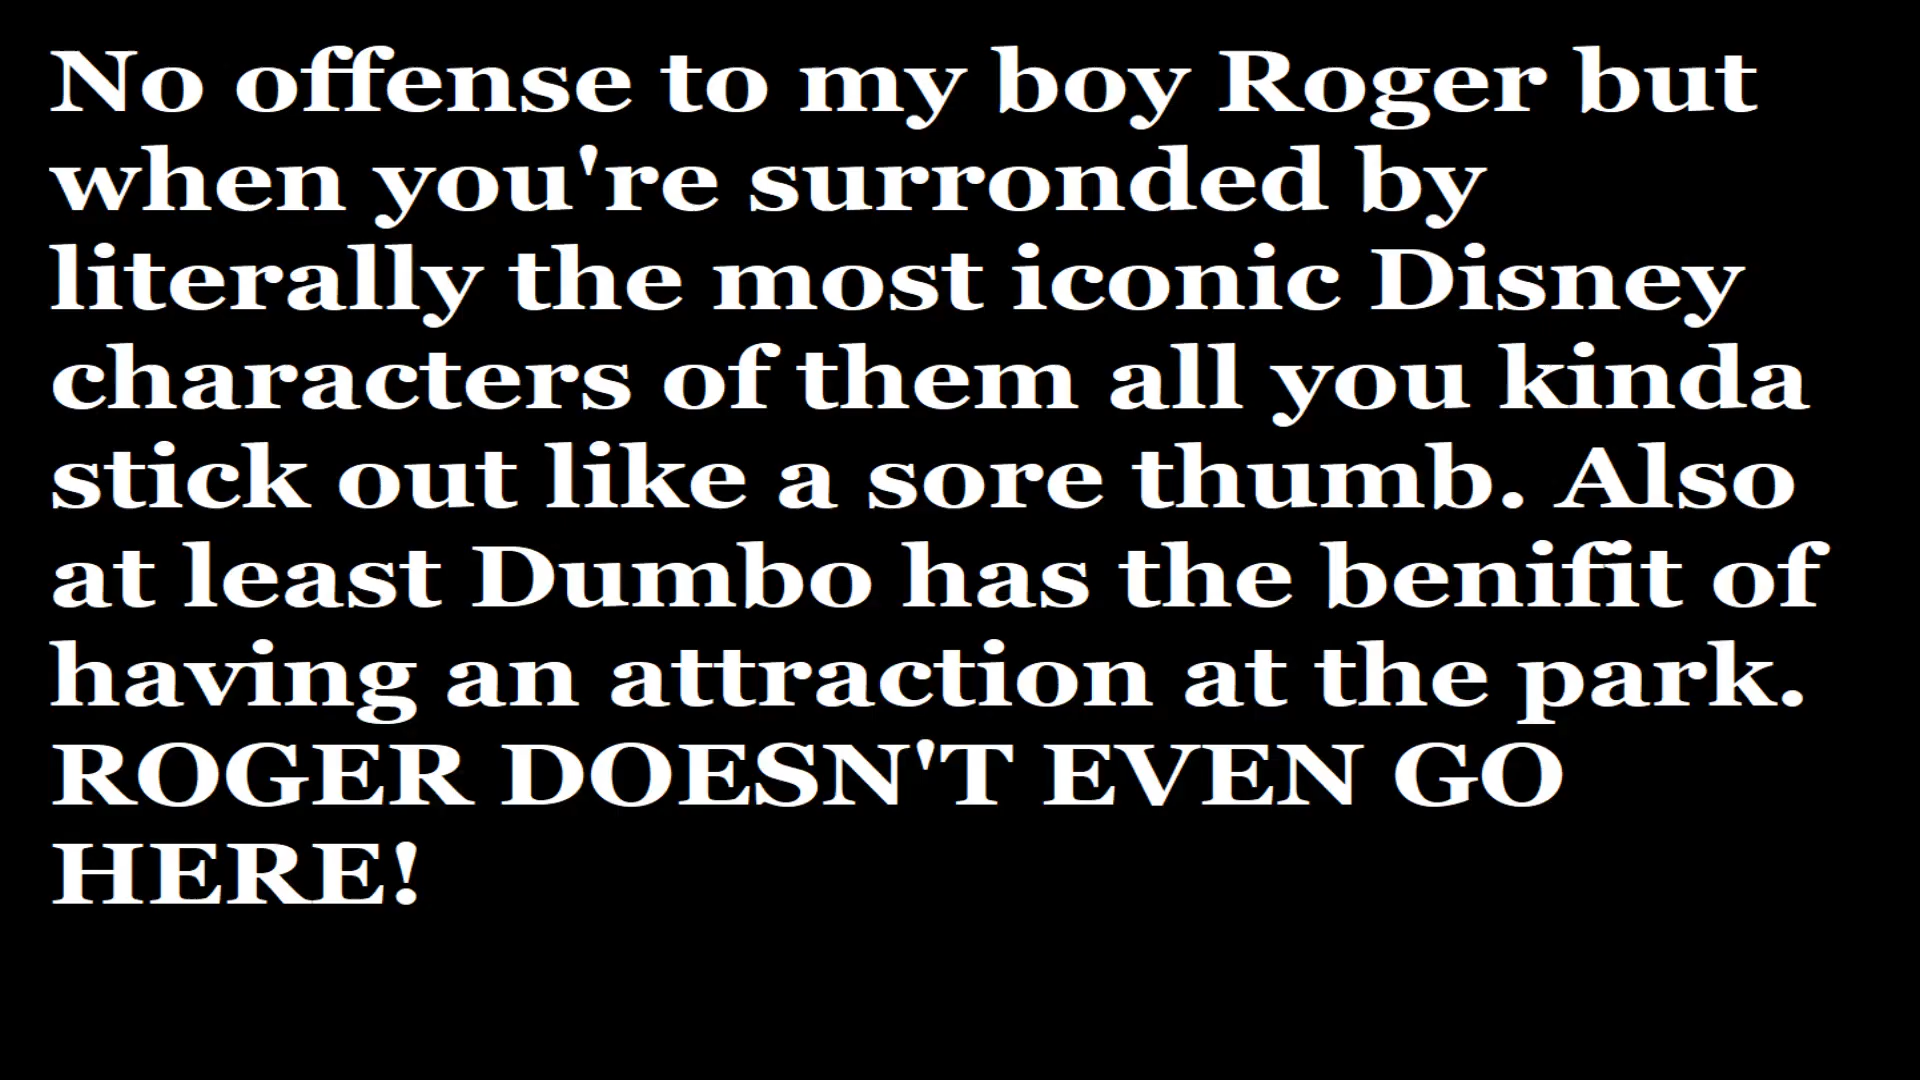 No offense to my boy Roger but
when you're surronded by
literally the most iconic Disney
characters of them all you kinda
stick out like a sore thumb. Also
at least Dumbo has the benifit of
having an attraction at the park.
ROGER DOESN'T EVEN GO
HERE!